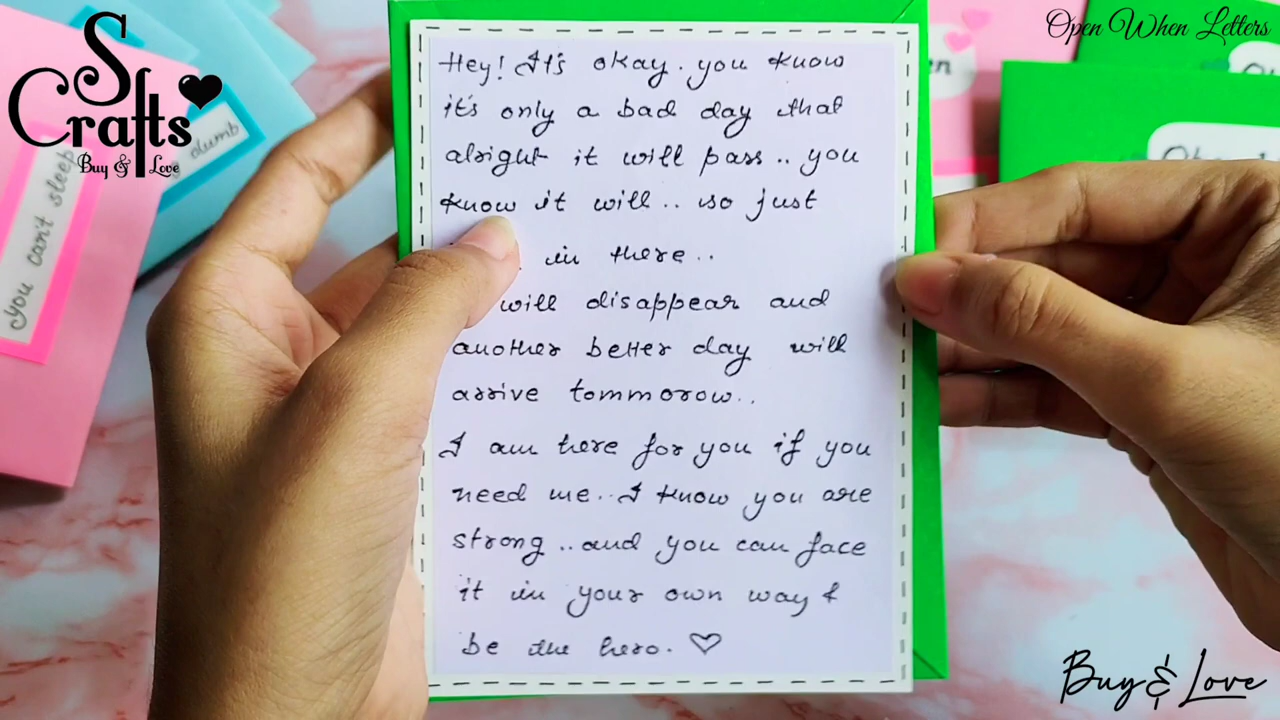 S
Crafts
Buy & Love
Open When Letters
you can't sleep
dumb
Hey! It's okay. you know
it's only a bad day that
alright it will pass.. you
know it will.. so just
in there..
will disappear and
another better day will
arrive tommorow..
I am here for you if you
need me.. I know you are
strong ..and you can face
it in your own way &
be the hero. ♡
Buy & Love